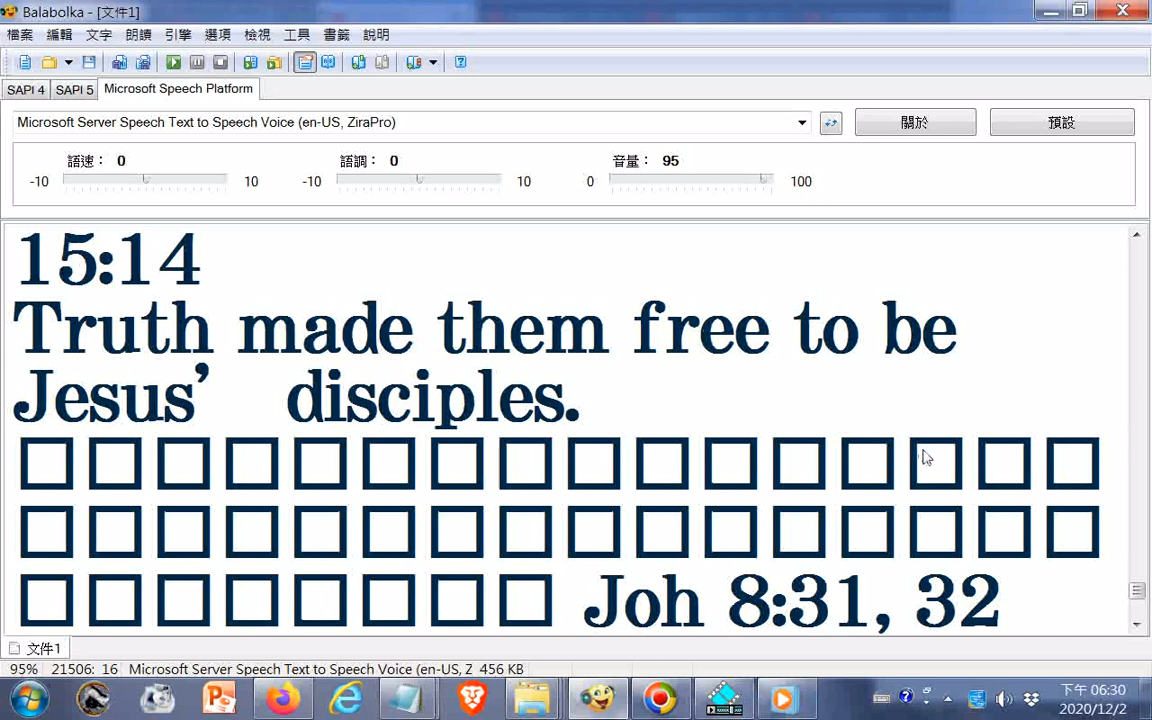 Balabolka - [文件1]
檔案 編輯 文字 朗讀 引擎 選項 檢視 工具 書籤 說明
SAPI 4 SAPI 5 Microsoft Speech Platform
Microsoft Server Speech Text to Speech Voice (en-US, ZiraPro) 關於 預設
語速： 0 語調： 0 音量： 95
-10 10 -10 10 0 100
15:14
Truth made them free to be
Jesus’ disciples.
□□□□□□□□□□□□□□□□
□□□□□□□□□□□□□□□□
□□□□□□□□ Joh 8:31, 32
文件1
95% 21506: 16 Microsoft Server Speech Text to Speech Voice (en-US, Z 456 KB
下午 06:30
2020/12/2